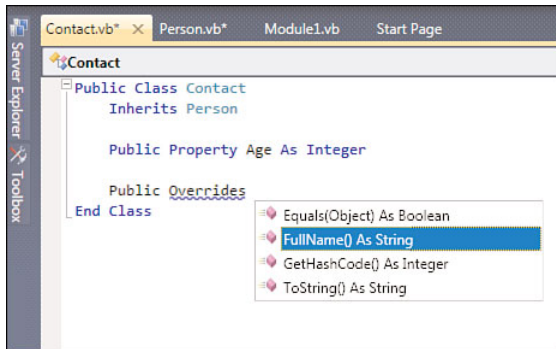 Contact.vb* × Person.vb* Module1.vb Start Page
Server Explorer
Toolbox
Contact
Public Class Contact
Inherits Person
Public Property Age As Integer
Public Overrides
End Class
Equals(Object) As Boolean
FullName() As String
GetHashCode() As Integer
ToString() As String